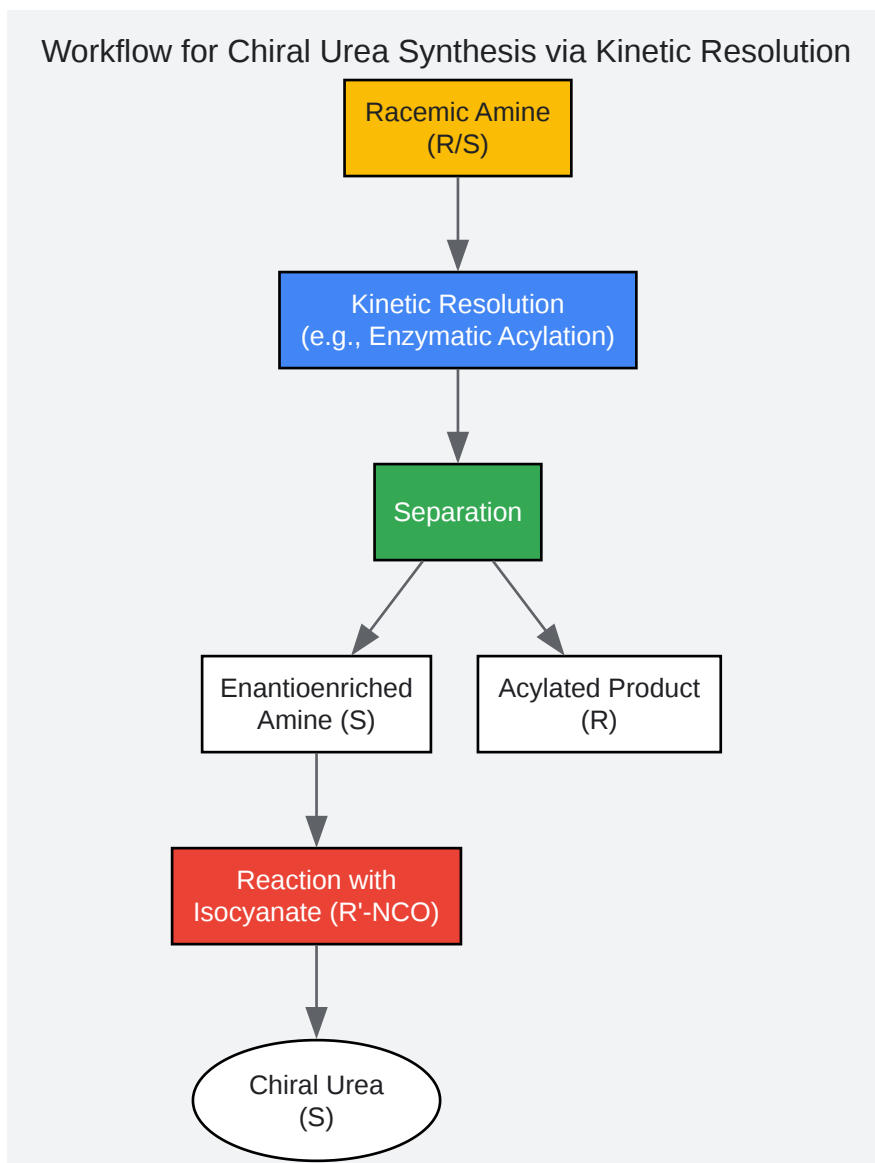 Workflow for Chiral Urea Synthesis via Kinetic Resolution
Racemic Amine
(R/S)
Kinetic Resolution
(e.g., Enzymatic Acylation)
Separation
Enantioenriched
Amine (S)
Acylated Product
(R)
Reaction with
Isocyanate (R'-NCO)
Chiral Urea
(S)